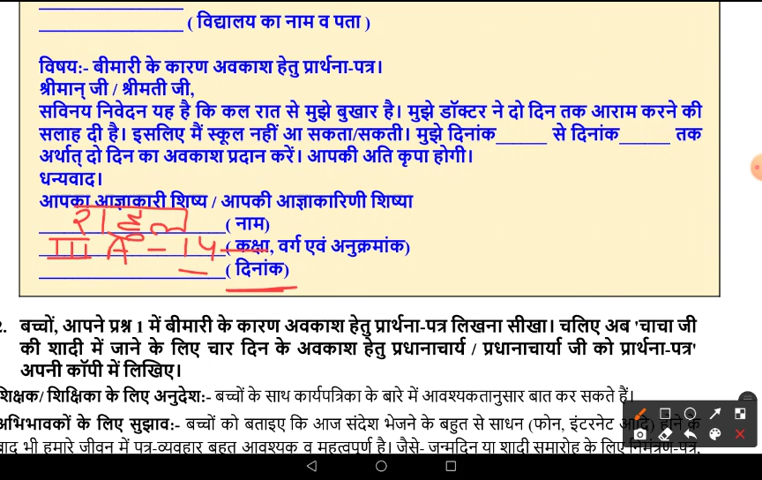 ( विद्यालय का नाम व पता )
विषय:- बीमारी के कारण अवकाश हेतु प्रार्थना-पत्र।
श्रीमान् जी / श्रीमती जी,
सविनय निवेदन यह है कि कल रात से मुझे बुखार है। मुझे डॉक्टर ने दो दिन तक आराम करने की
सलाह दी है। इसलिए मैं स्कूल नहीं आ सकता/सकती। मुझे दिनांक______ से दिनांक______ तक
अर्थात् दो दिन का अवकाश प्रदान करें। आपकी अति कृपा होगी।
धन्यवाद।
आपका आज्ञाकारी शिष्य / आपकी आज्ञाकारिणी शिष्या
राहुल ( नाम)
III A - 14 ( कक्षा, वर्ग एवं अनुक्रमांक)
( दिनांक)
2. बच्चों, आपने प्रश्न 1 में बीमारी के कारण अवकाश हेतु प्रार्थना-पत्र लिखना सीखा। चलिए अब 'चाचा जी
की शादी में जाने के लिए चार दिन के अवकाश हेतु प्रधानाचार्य / प्रधानाचार्या जी को प्रार्थना-पत्र'
अपनी कॉपी में लिखिए।
शिक्षक/ शिक्षिका के लिए अनुदेश:- बच्चों के साथ कार्यपत्रिका के बारे में आवश्यकतानुसार बात कर सकते हैं।
अभिभावकों के लिए सुझाव:- बच्चों को बताइए कि आज संदेश भेजने के बहुत से साधन (फोन, इंटरनेट आदि) होने के
बाद भी हमारे जीवन में पत्र-व्यवहार बहुत आवश्यक व महत्वपूर्ण है। जैसे- जन्मदिन या शादी समारोह के लिए निमंत्रण-पत्र,